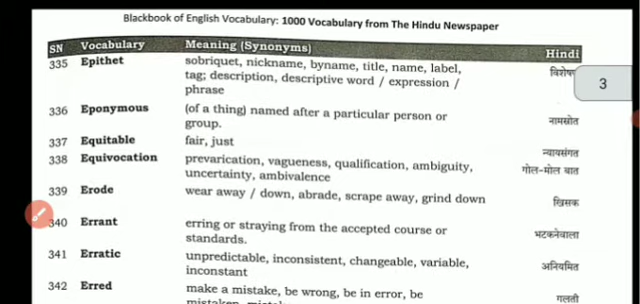 Blackbook of English Vocabulary: 1000 Vocabulary from The Hindu Newspaper
SN Vocabulary Meaning (Synonyms) Hindi
335 Epithet sobriquet, nickname, byname, title, name, label,
tag; description, descriptive word / expression /
phrase
3
336 Eponymous (of a thing) named after a particular person or
group. नामस्रोत
337 Equitable fair, just न्यायसंगत
338 Equivocation prevarication, vagueness, qualification, ambiguity,
uncertainty, ambivalence गोल-मोल बात
339 Erode wear away / down, abrade, scrape away, grind down खिसक
340 Errant erring or straying from the accepted course or
standards. भटकनेवाला
341 Erratic unpredictable, inconsistent, changeable, variable,
inconstant अनियमित
342 Erred make a mistake, be wrong, be in error, be
गलती